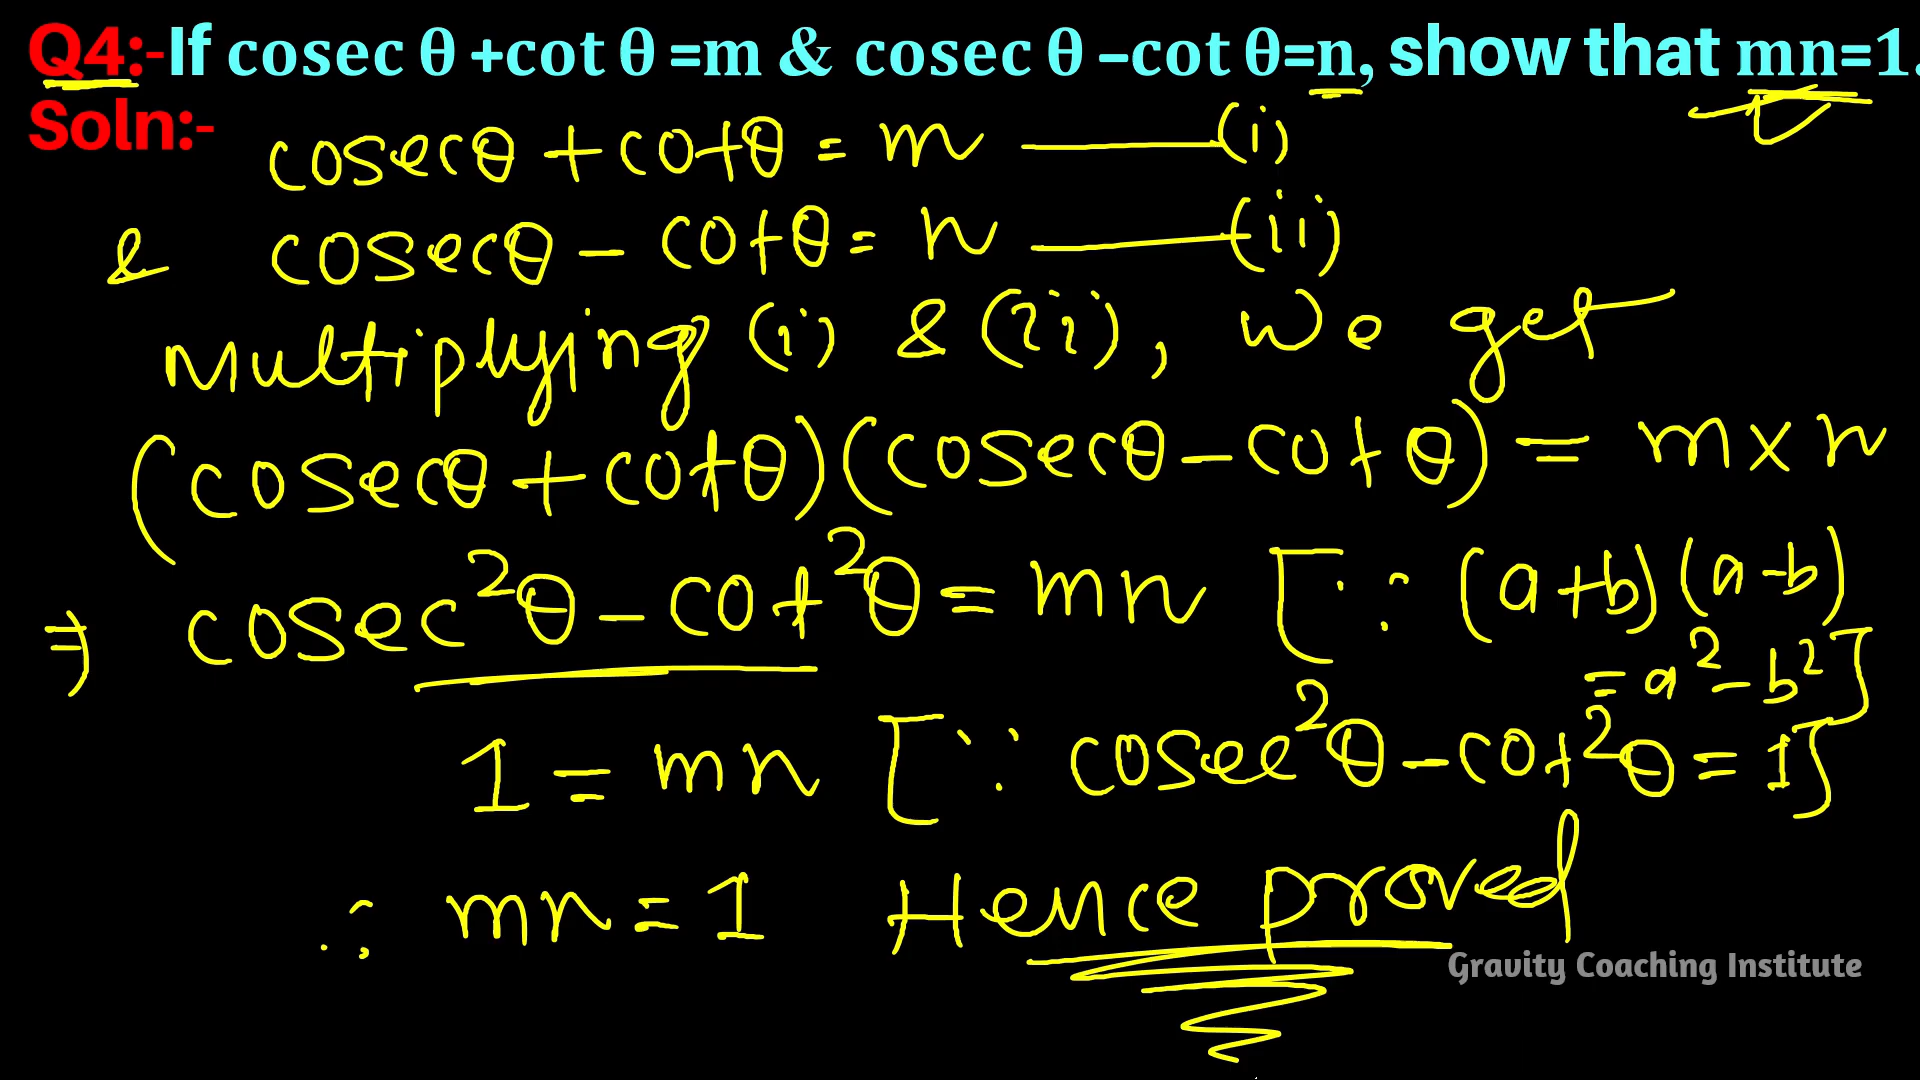 Q4:-If cosec θ +cot θ =m & cosec θ –cot θ=n, show that mn=1.
Soln:-
cosecθ + cotθ = m ——(i)
& cosecθ - cotθ = n ——(ii)
Multiplying (i) & (ii), we get
(cosecθ + cotθ)(cosecθ - cotθ) = m × n
⇒ cosec²θ - cot²θ = mn [∵ (a+b)(a-b)
= a² - b²]
1 = mn [∵ cosec²θ - cot²θ = 1]
∴ mn = 1 Hence proved
Gravity Coaching Institute